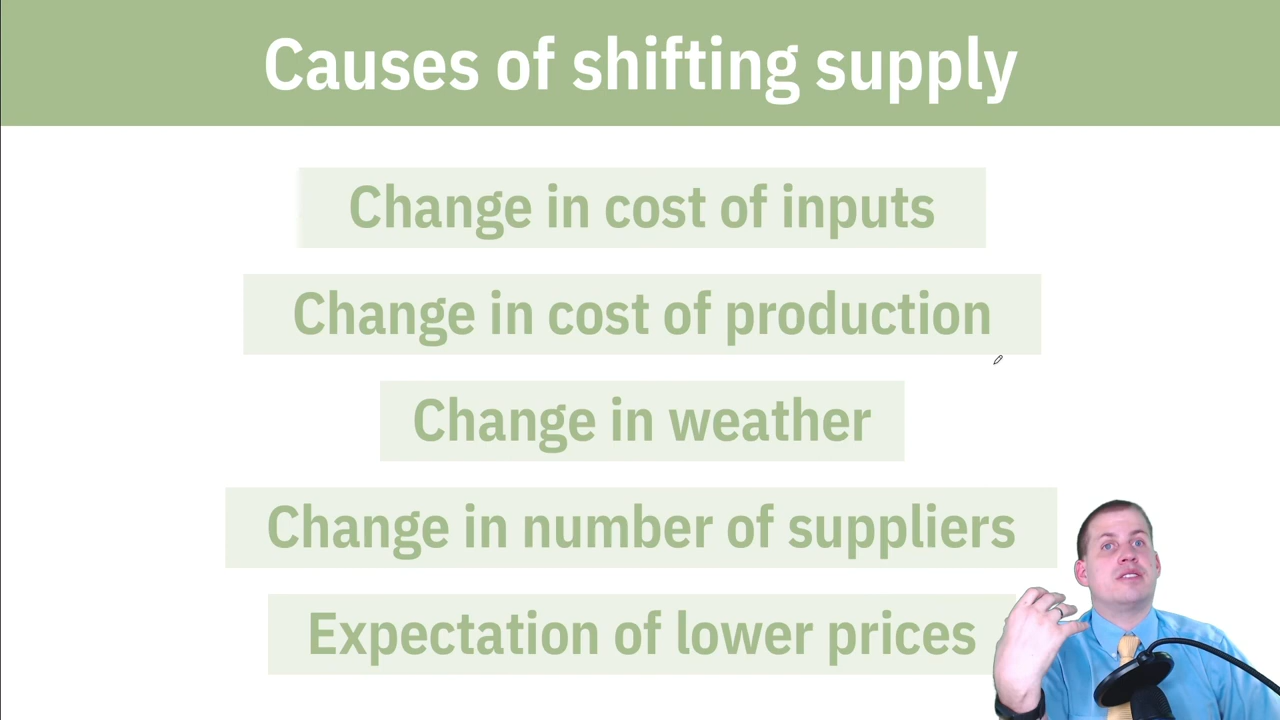 Causes of shifting supply
Change in cost of inputs
Change in cost of production
Change in weather
Change in number of suppliers
Expectation of lower prices